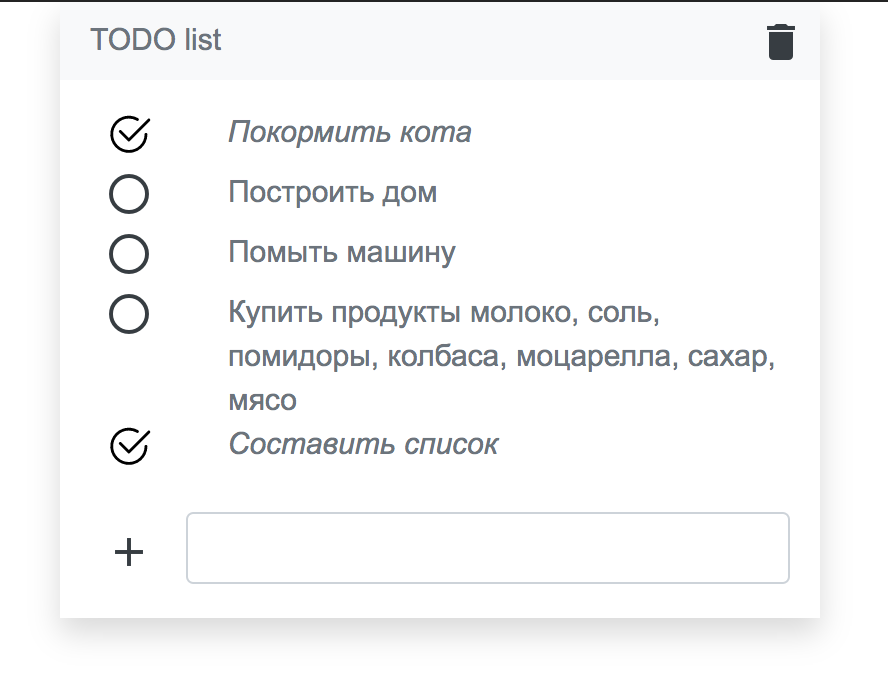 TODO list
Покормить кота
Построить дом
Помыть машину
Купить продукты молоко, соль,
помидоры, колбаса, моцарелла, сахар,
мясо
Составить список